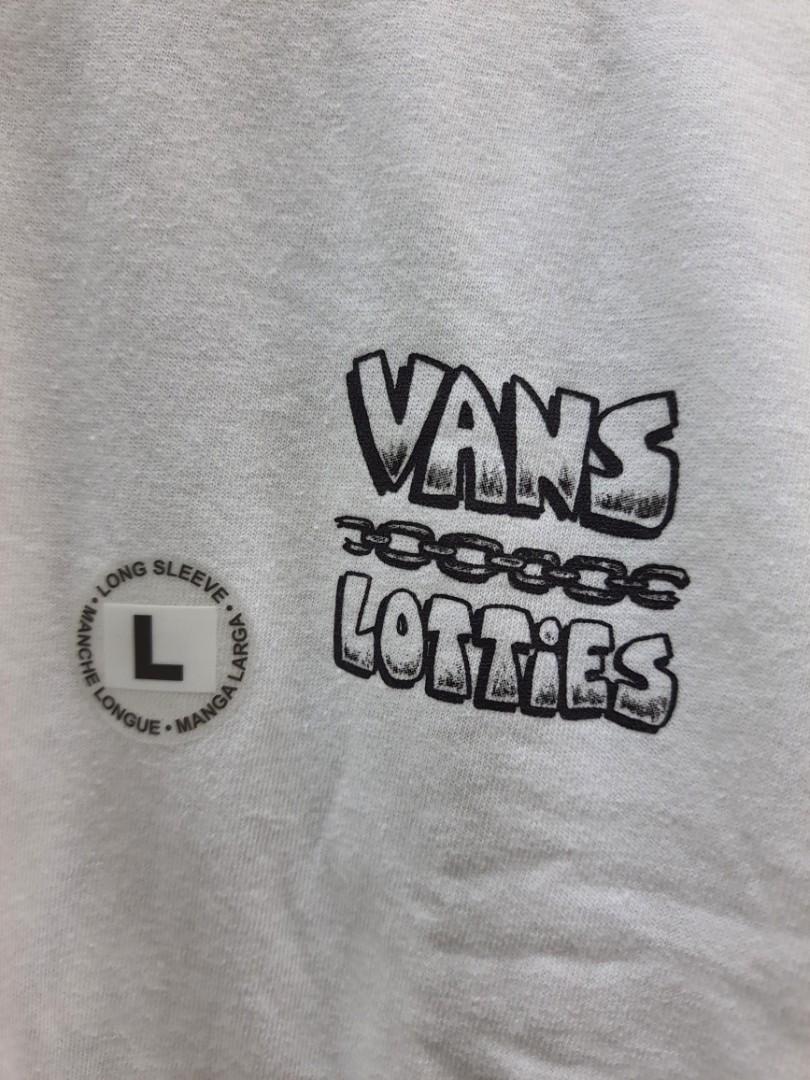 VANS
LOTTiES
LONG SLEEVE •
MANGA LARGA •
MANCHE LONGUE •
L